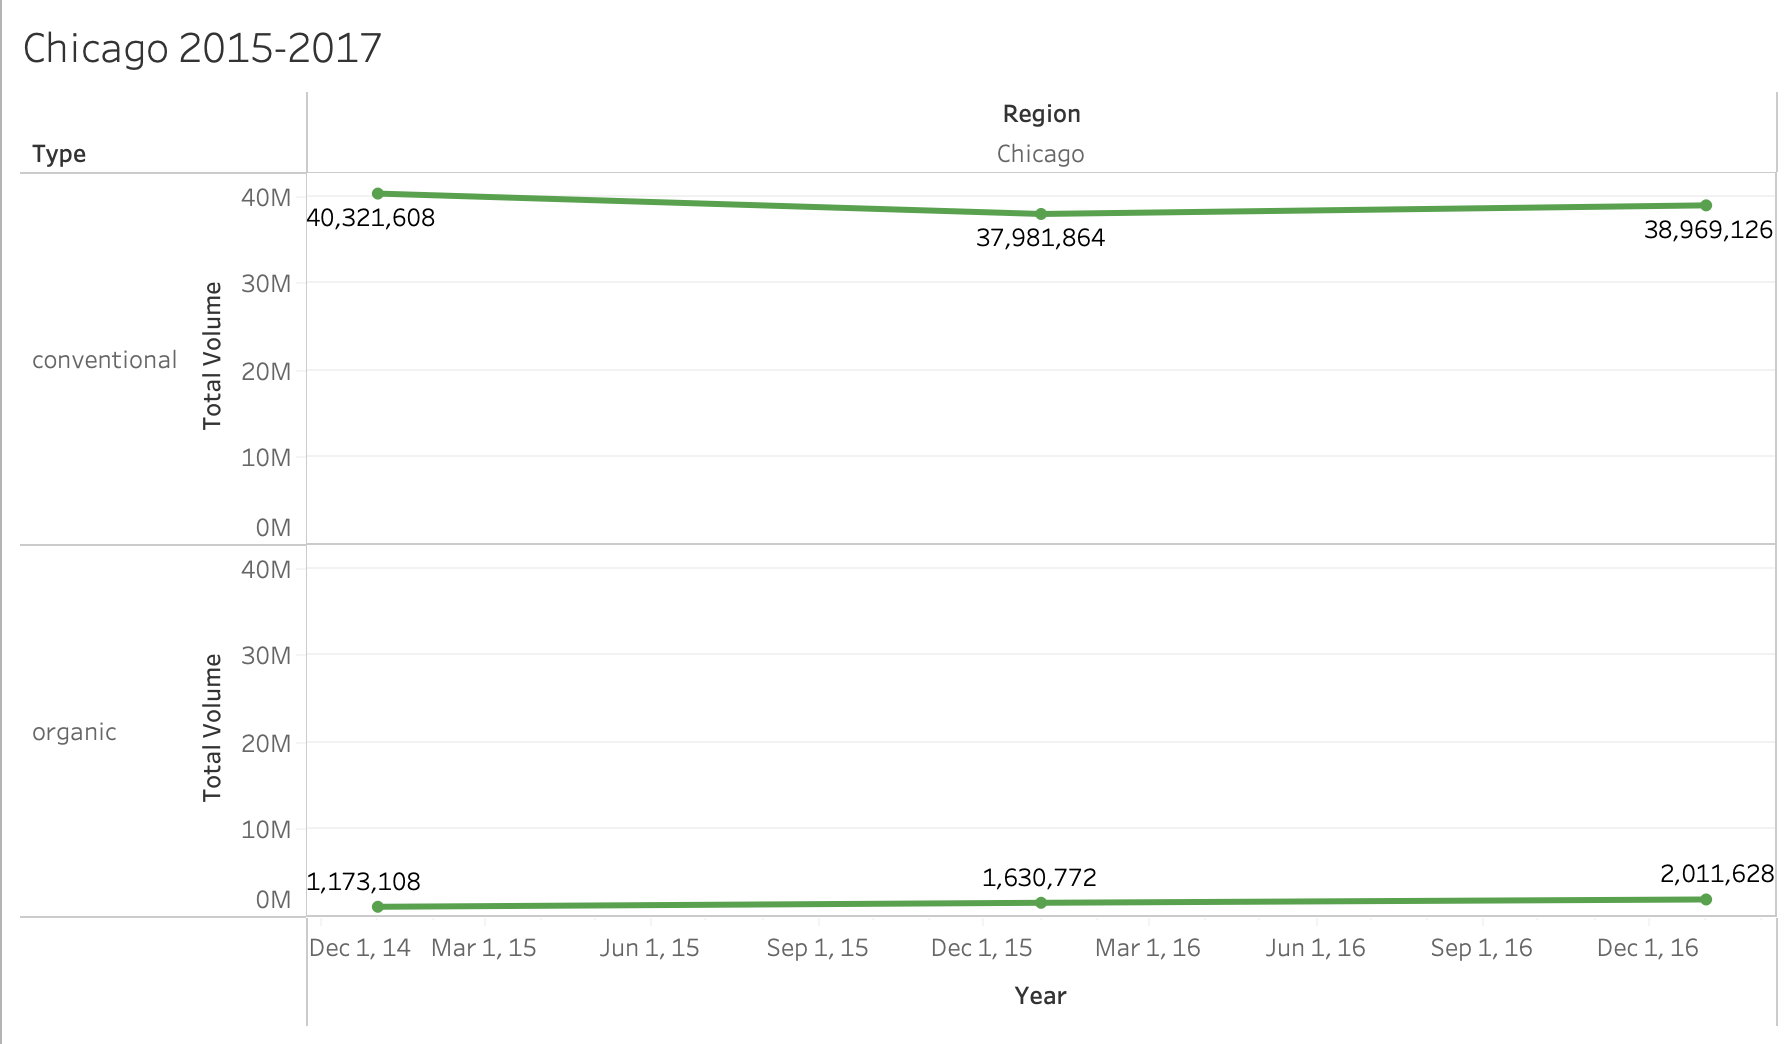 Chicago 2015-2017
Region
Type
Chicago
40M
40,321,608
37,981,864
38,969,126
30M
conventional
Total Volume
20M
10M
0M
40M
30M
organic
Total Volume
20M
10M
0M
1,173,108
1,630,772
2,011,628
Dec 1, 14 Mar 1, 15 Jun 1, 15 Sep 1, 15 Dec 1, 15 Mar 1, 16 Jun 1, 16 Sep 1, 16 Dec 1, 16
Year